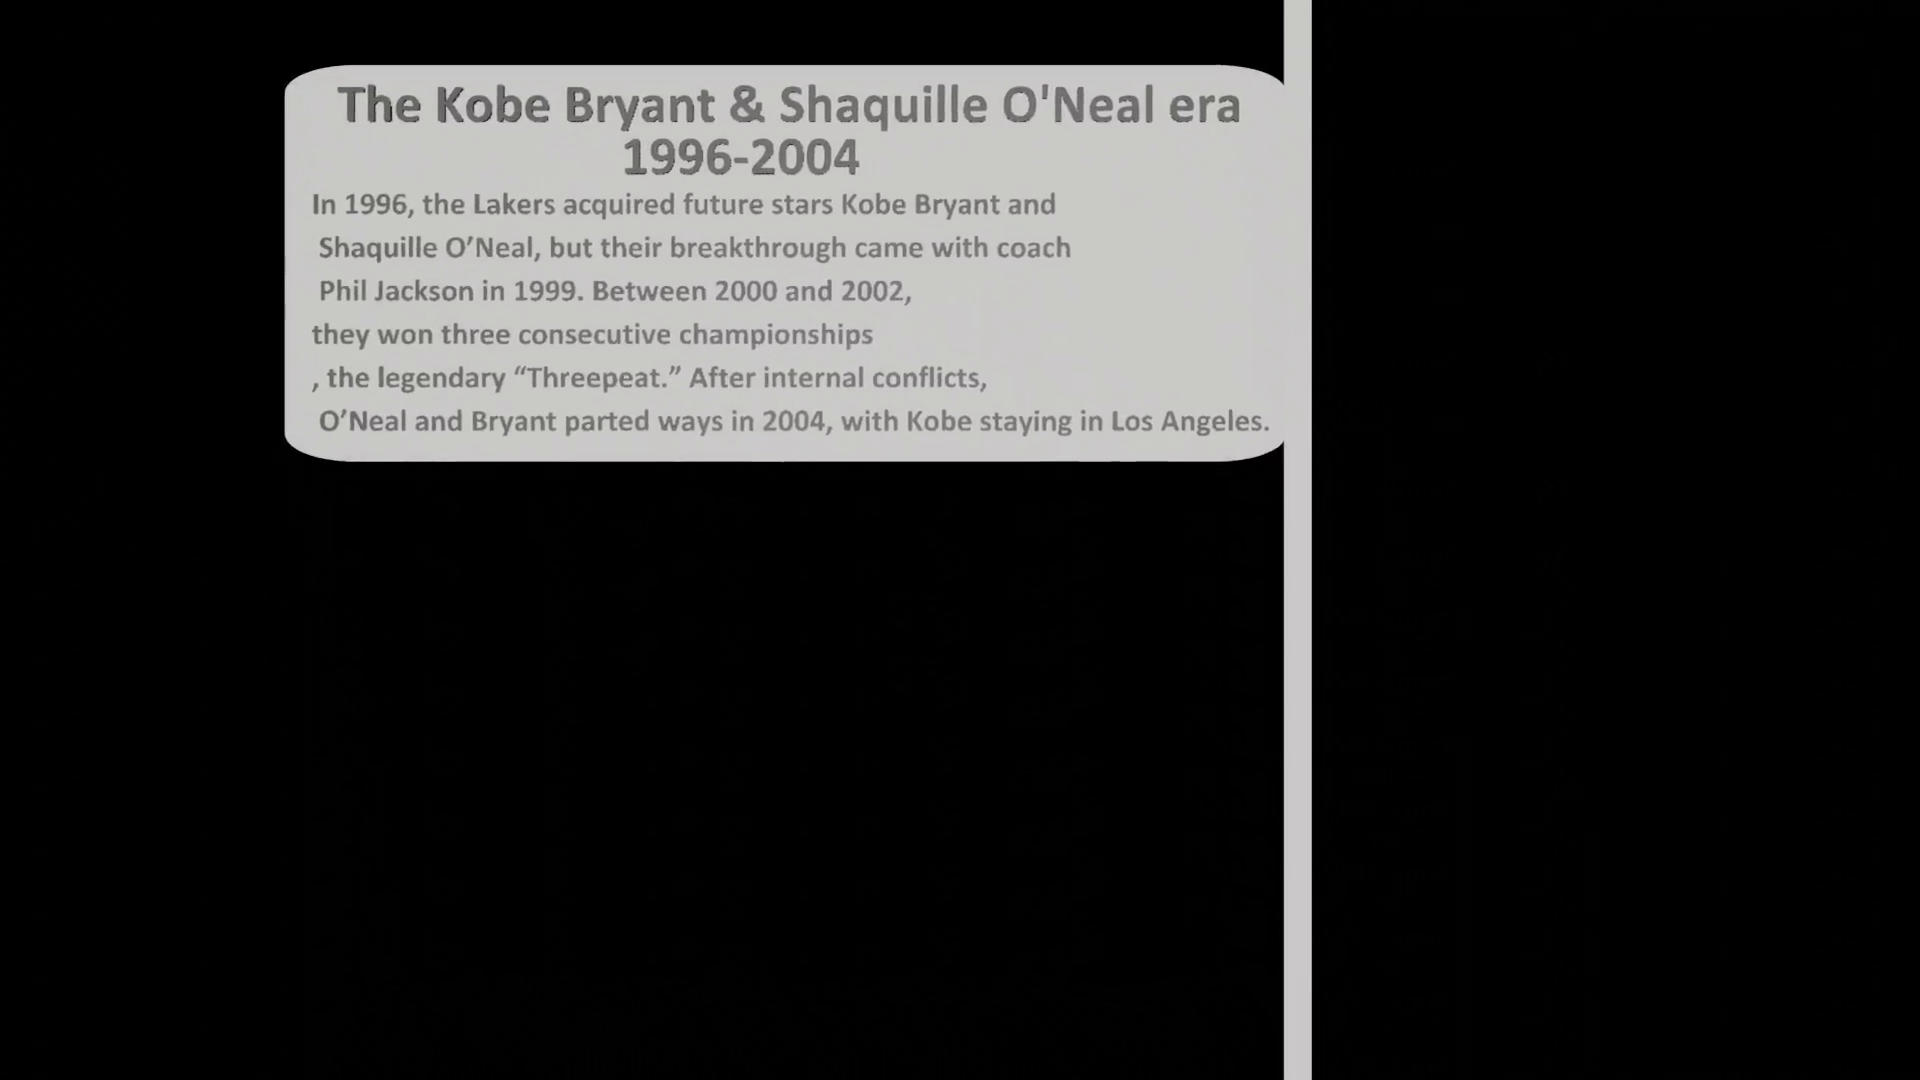 The Kobe Bryant & Shaquille O'Neal era
1996-2004
In 1996, the Lakers acquired future stars Kobe Bryant and
Shaquille O’Neal, but their breakthrough came with coach
Phil Jackson in 1999. Between 2000 and 2002,
they won three consecutive championships
, the legendary “Threepeat.” After internal conflicts,
O’Neal and Bryant parted ways in 2004, with Kobe staying in Los Angeles.